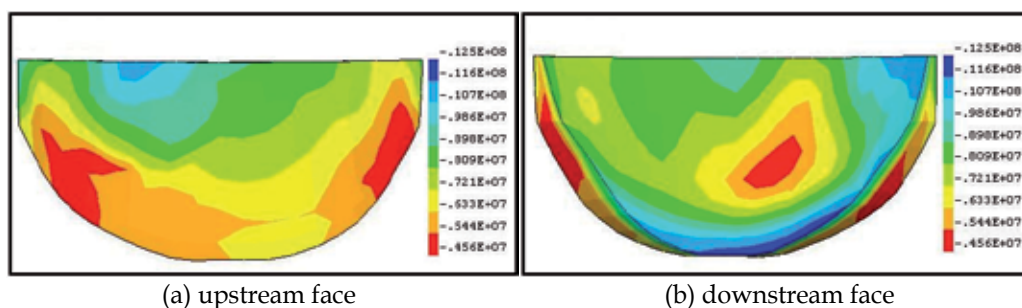 -.125E+08
-.116E+08
-.107E+08
-.986E+07
-.898E+07
-.809E+07
-.721E+07
-.633E+07
-.544E+07
-.456E+07
(a) upstream face
-.125E+08
-.116E+08
-.107E+08
-.986E+07
-.898E+07
-.809E+07
-.721E+07
-.633E+07
-.544E+07
-.456E+07
(b) downstream face